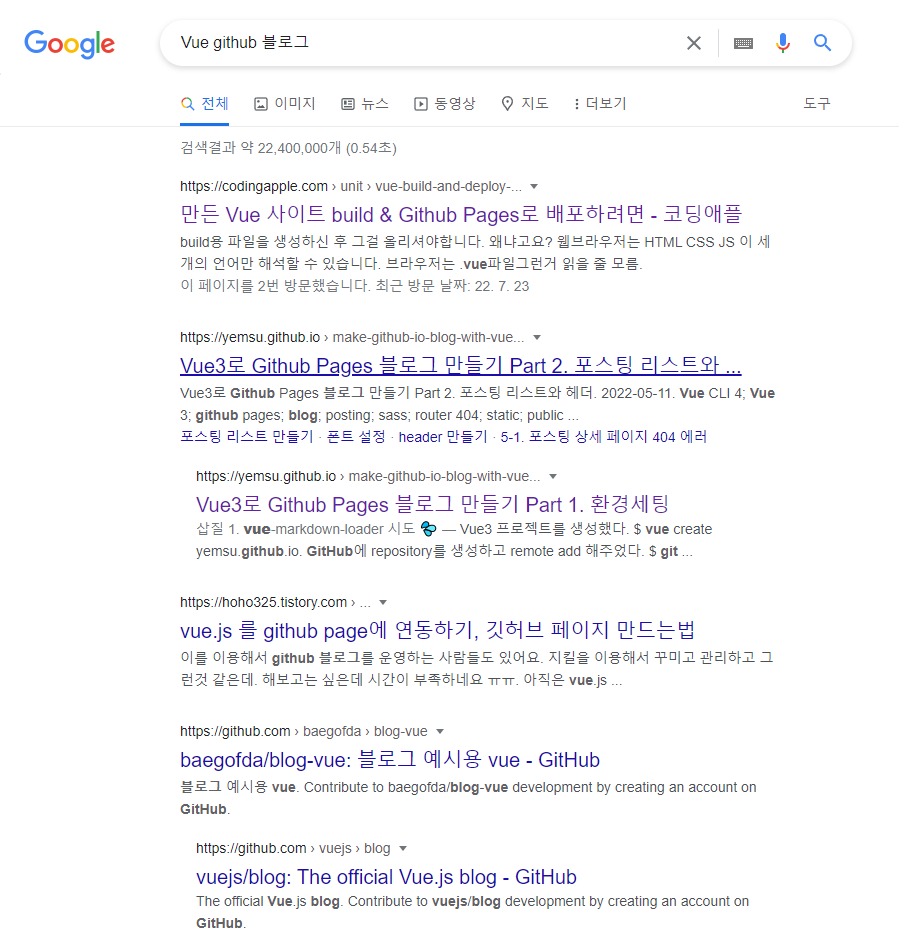 Google
Vue github 블로그
전체 이미지 뉴스 동영상 지도 더보기 도구
검색결과 약 22,400,000개 (0.54초)
https://codingapple.com › unit › vue-build-and-deploy-...
만든 Vue 사이트 build & Github Pages로 배포하려면 - 코딩애플
build용 파일을 생성하신 후 그걸 올리셔야합니다. 왜냐고요? 웹브라우저는 HTML CSS JS 이 세
개의 언어만 해석할 수 있습니다. 브라우저는 .vue파일그런거 읽을 줄 모름.
이 페이지를 2번 방문했습니다. 최근 방문 날짜: 22. 7. 23
https://yemsu.github.io › make-github-io-blog-with-vue...
Vue3로 Github Pages 블로그 만들기 Part 2. 포스팅 리스트와 ...
Vue3로 Github Pages 블로그 만들기 Part 2. 포스팅 리스트와 헤더. 2022-05-11. Vue CLI 4; Vue
3; github pages; blog; posting; sass; router 404; static; public ...
포스팅 리스트 만들기 · 폰트 설정 · header 만들기 · 5-1. 포스팅 상세 페이지 404 에러
https://yemsu.github.io › make-github-io-blog-with-vue...
Vue3로 Github Pages 블로그 만들기 Part 1. 환경세팅
삽질 1. vue-markdown-loader 시도 — Vue3 프로젝트를 생성했다. $ vue create
yemsu.github.io. GitHub에 repository를 생성하고 remote add 해주었다. $ git ...
https://hoho325.tistory.com › ...
vue.js 를 github page에 연동하기, 깃허브 페이지 만드는법
이를 이용해서 github 블로그를 운영하는 사람들도 있어요. 지킬을 이용해서 꾸미고 관리하고 그
런것 같은데. 해보고는 싶은데 시간이 부족하네요 ㅠㅠ. 아직은 vue.js ...
https://github.com › baegofda › blog-vue
baegofda/blog-vue: 블로그 예시용 vue - GitHub
블로그 예시용 vue. Contribute to baegofda/blog-vue development by creating an account on
GitHub.
https://github.com › vuejs › blog
vuejs/blog: The official Vue.js blog - GitHub
The official Vue.js blog. Contribute to vuejs/blog development by creating an account on
GitHub.